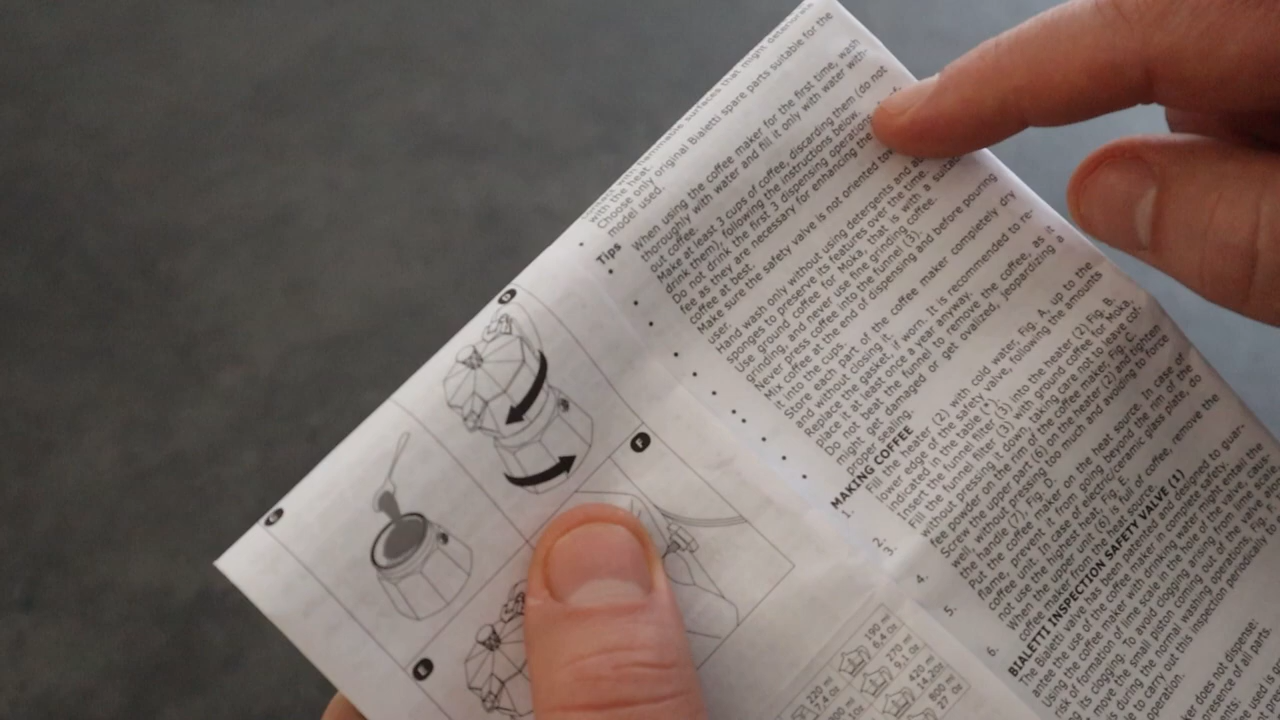 with flammable surfaces that might deteriorate
with the heat.
• Choose only original Bialetti spare parts suitable for the
model used.
Tips
• When using the coffee maker for the first time, wash
thoroughly with water and fill it only with water with-
out coffee.
• Make at least 3 cups of coffee, discarding them (do not
drink them), following the instructions below.
Do not drink the first 3 dispensing operations
fee as they are necessary for enhancing the
coffee at best.
• Make sure the safety valve is not oriented
user.
• Hand wash only without using detergents and
sponges to preserve its features over the time.
• Use ground coffee for Moka, that is with a
grinding, and never use fine grinding coffee.
• Never press coffee into the funnel (3).
• Mix coffee at the end of dispensing and before pouring
it into the cups.
• Store each part of the coffee maker completely dry
and without closing it.
• Replace the gasket, if worn. It is recommended to re-
place it at least once a year anyway.
• Do not beat the funnel to remove the coffee, as it
might get damaged or get ovalized, jeopardizing a
proper sealing.
MAKING COFFEE
1. Fill the heater (2) with cold water, Fig. A, up to the
lower edge of the safety valve, following the amounts
indicated in the table (*).
2. Insert the funnel filter (3) into the heater (2) Fig. B.
3. Fill the funnel filter (3) with ground coffee for Moka,
without pressing it down, taking care not to leave cof-
fee powder on the rim of the coffee maker, Fig. C.
4. Screw the upper part (6) on the heater (2) and tighten
well, without pressing too much and avoiding to force
the handle (7), Fig. D.
5. Put the coffee maker on the heat source. In case of
flame, prevent it from going beyond the rim of the
coffee unit. In case of electric/ceramic glass plate, do
not use the highest heat, Fig. E.
6. When the upper unit (6) is full of coffee, remove the
coffee maker from the heat source.
BIALETTI INSPECTION SAFETY VALVE (1)
The Bialetti valve has been patented and designed to guar-
antee the use of the coffee maker in complete safety.
Using the coffee maker with drinking water might entail the
risk of formation of lime scale in the hole of the valve,
its clogging. To avoid clogging arising from
move the small piston coming out of the valve
during the normal washing operations,
to carry out this inspection periodically
operation.
does not dispense:
presence of all parts.
D
F
E
190 ml
6,4 Oz
270 ml
9,1 Oz
420 ml
14,2 Oz
800 ml
27
220 ml